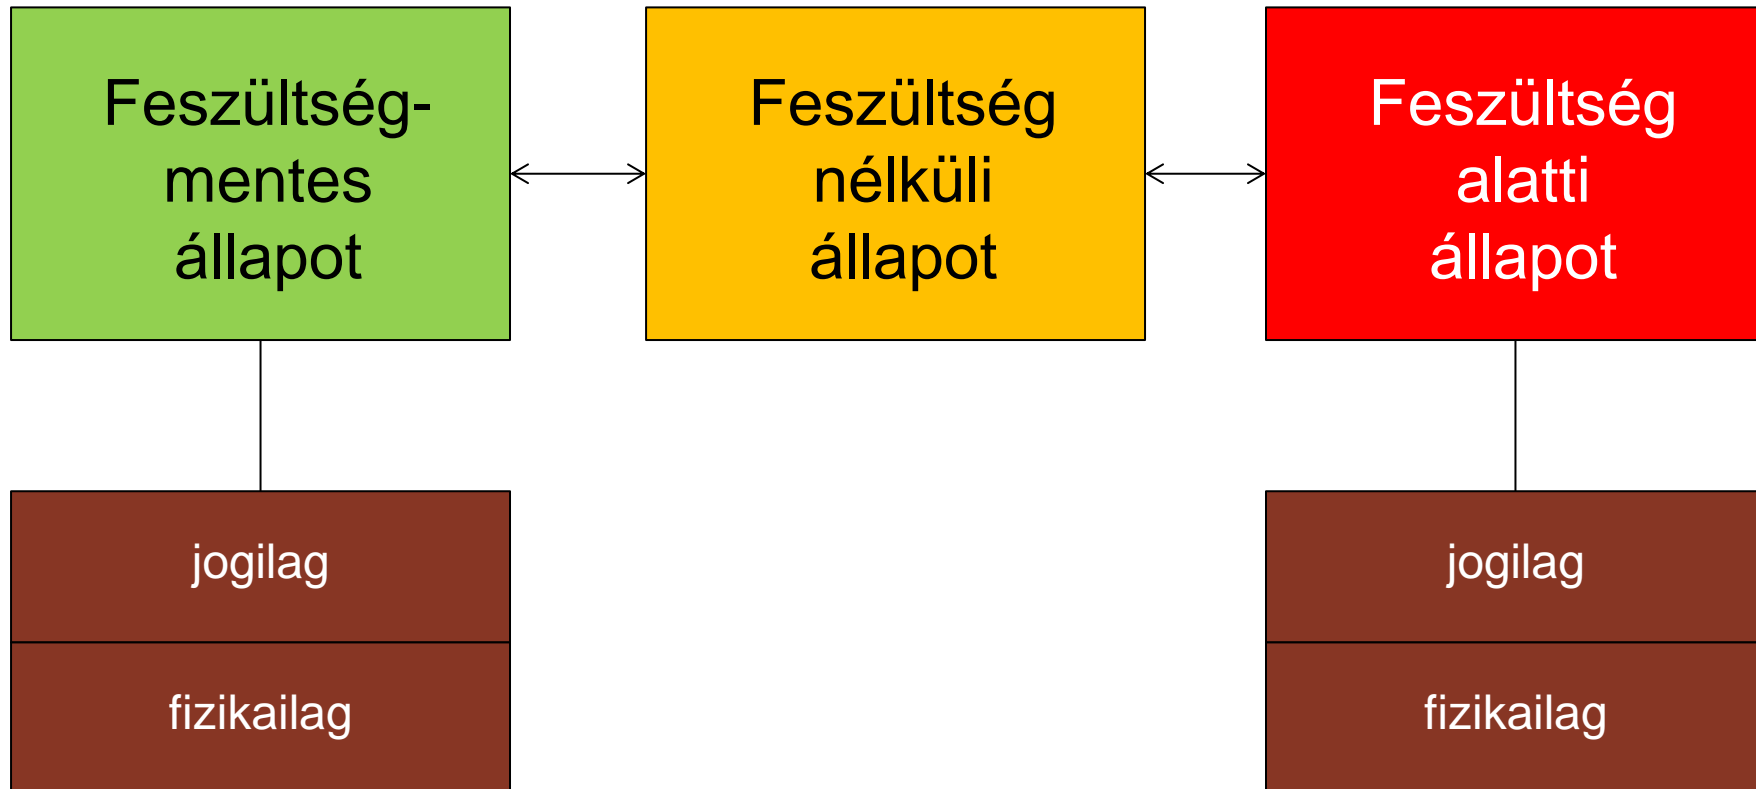 Feszültség-
mentes
állapot
Feszültség
nélküli
állapot
Feszültség
alatti
állapot
jogilag
fizikailag
jogilag
fizikailag